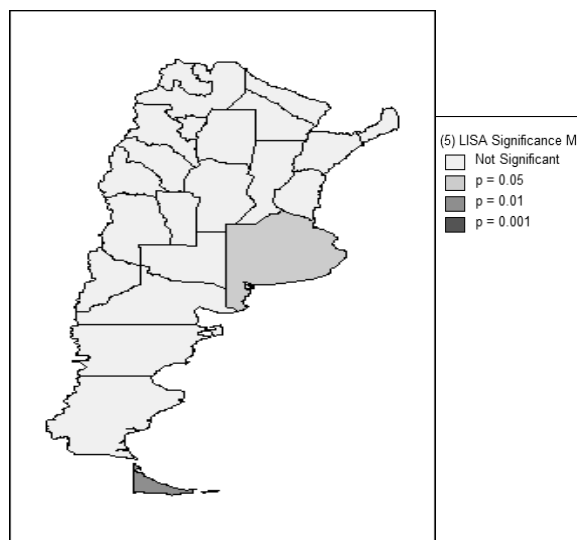 (5) LISA Significance M
Not Significant
p = 0.05
p = 0.01
p = 0.001